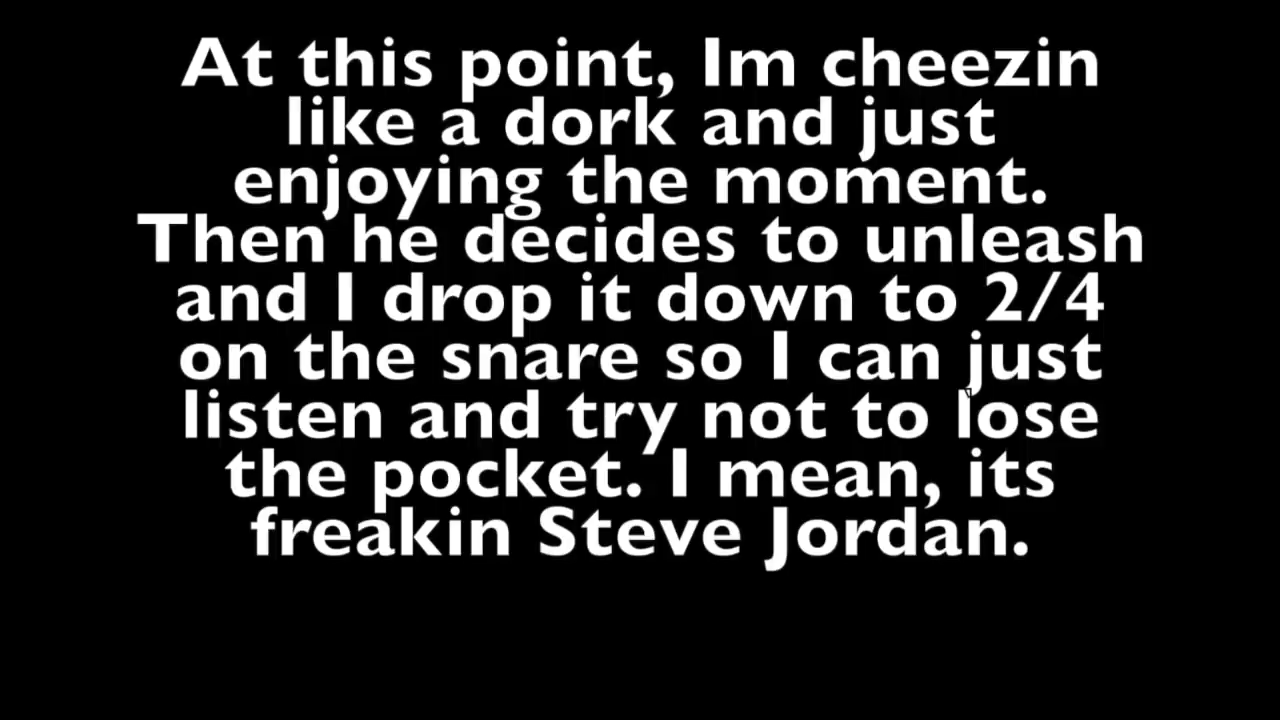 At this point, Im cheezin
like a dork and just
enjoying the moment.
Then he decides to unleash
and I drop it down to 2/4
on the snare so I can just
listen and try not to lose
the pocket. I mean, its
freakin Steve Jordan.